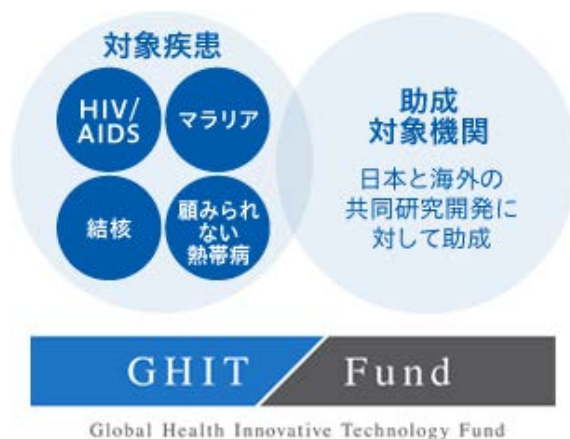 対象疾患
HIV/
AIDS
マラリア
結核
顧みられ
ない
熱帯病
助成
対象機関
日本と海外の
共同研究開発に
対して助成
GHIT Fund
Global Health Innovative Technology Fund